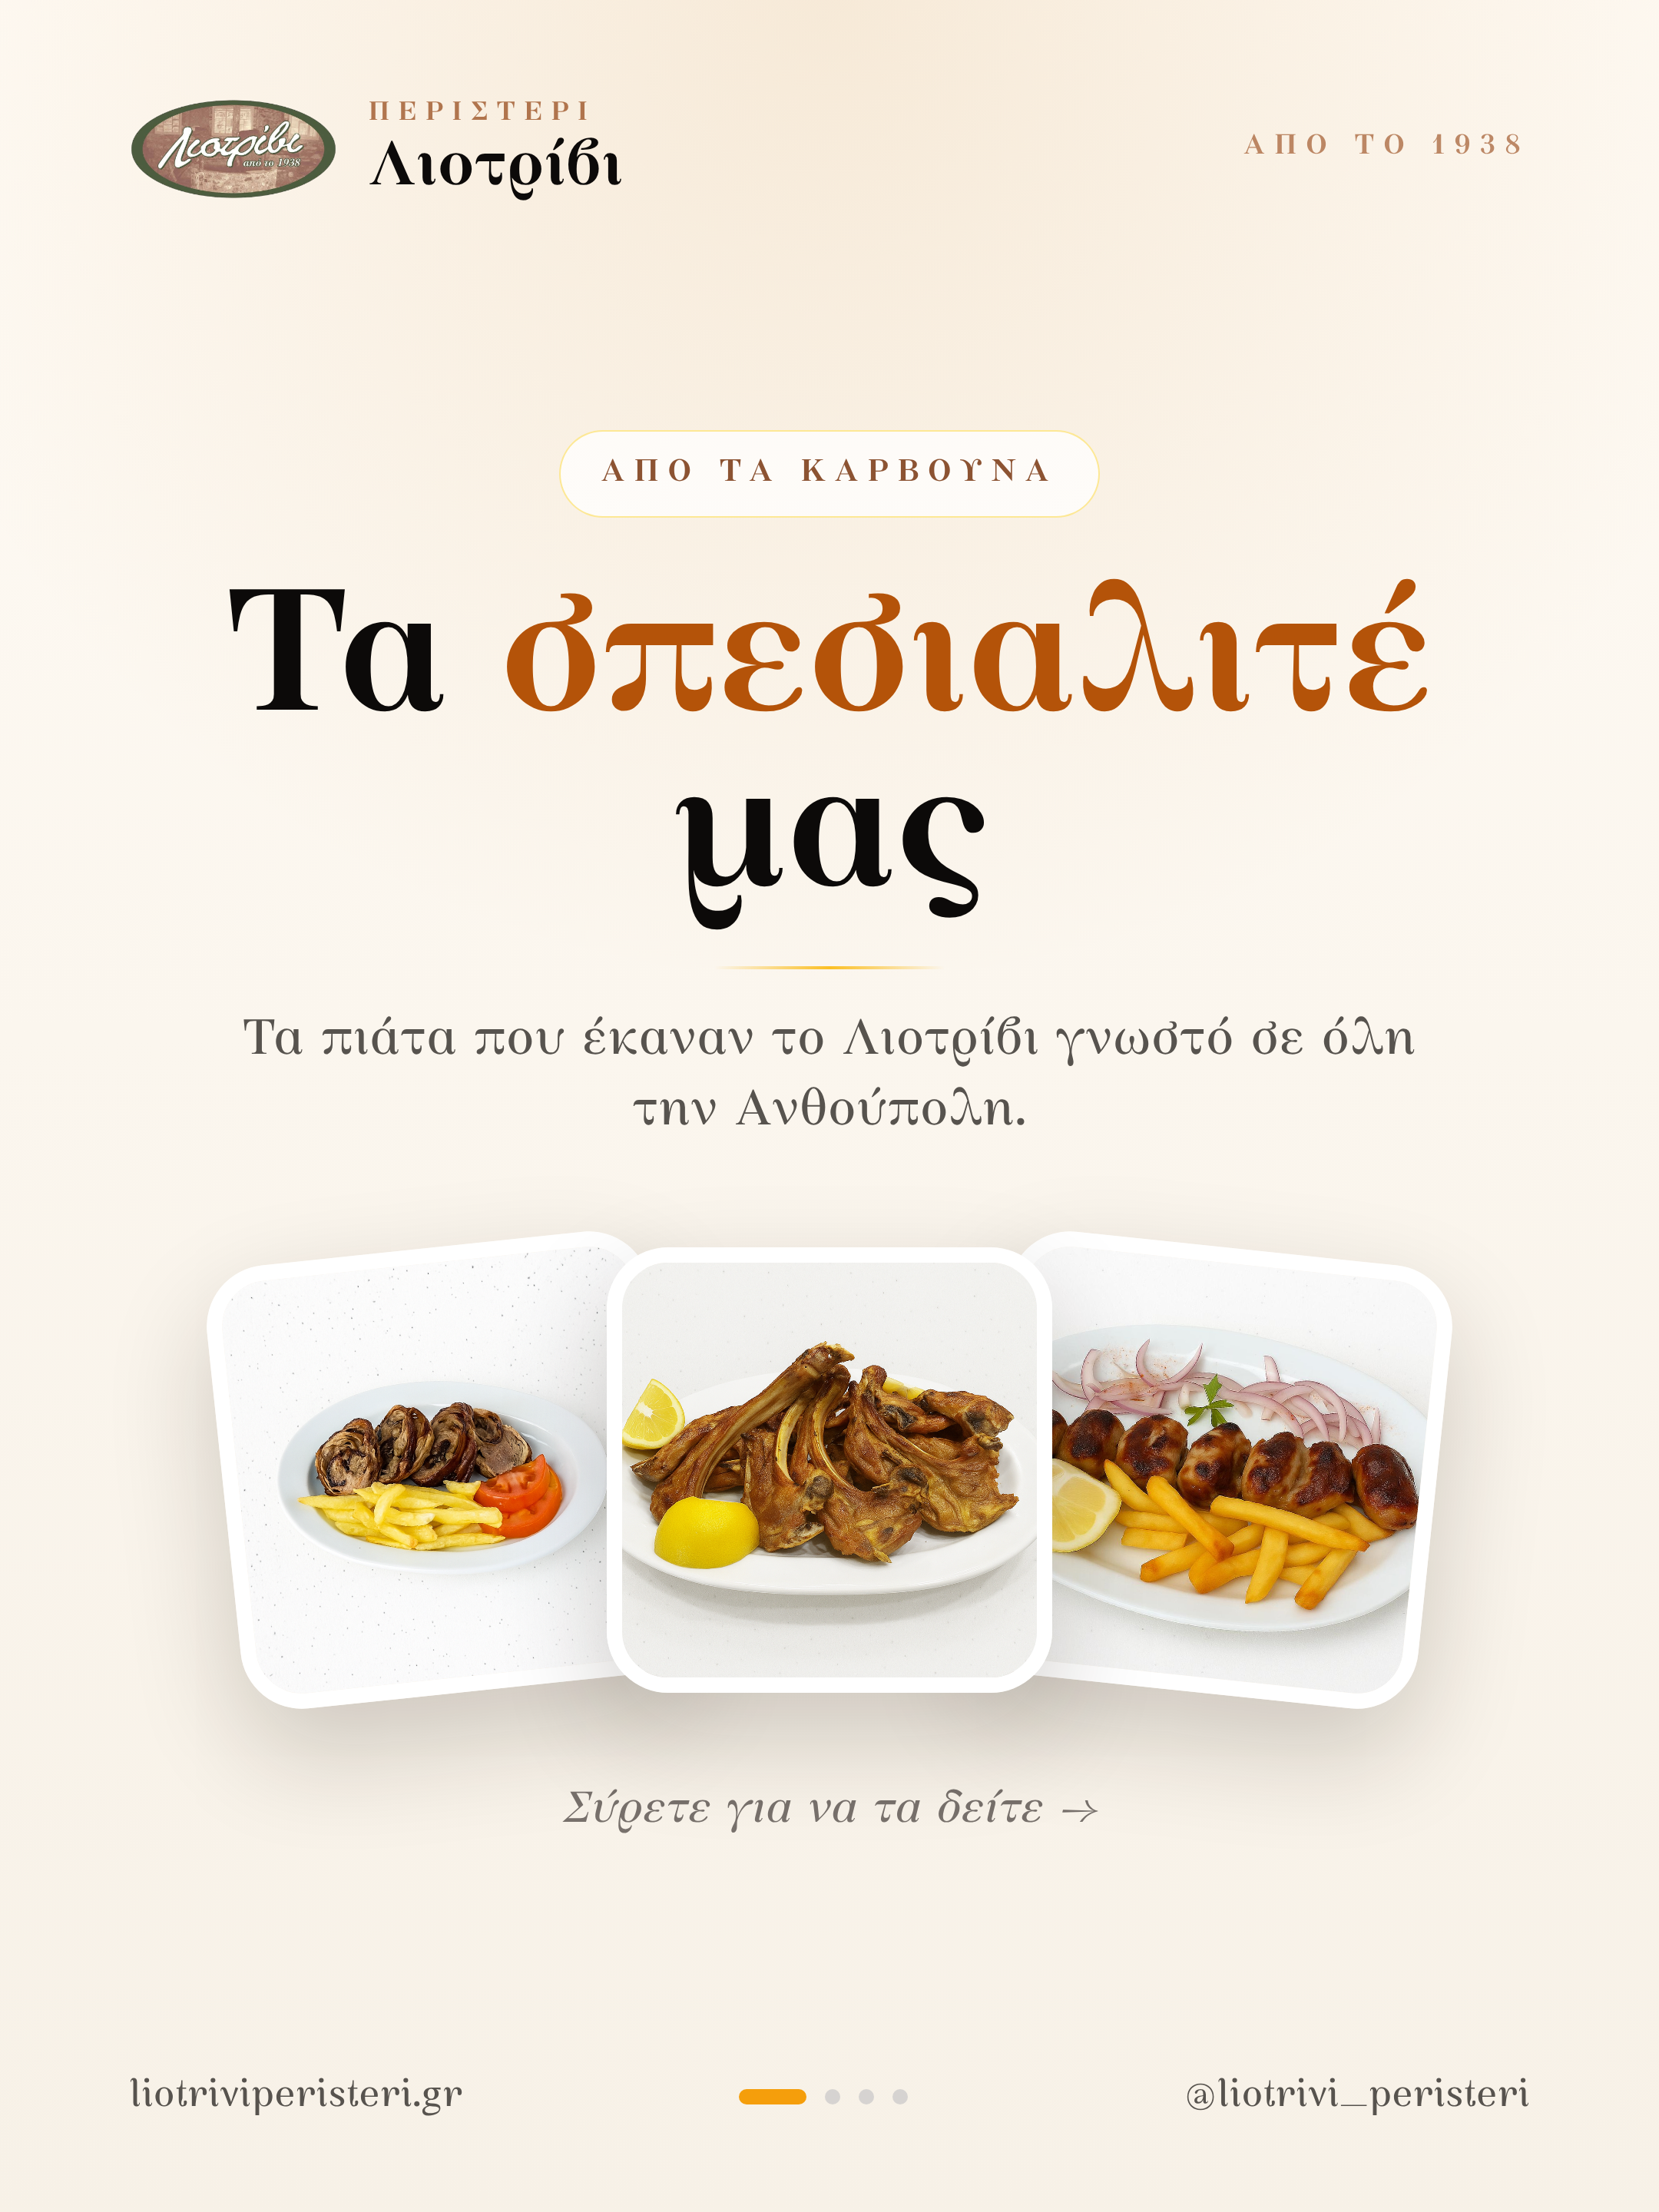 Λιοτρίβι
από το 1938
ΠΕΡΙΣΤΕΡΙ
Λιοτρίβι
ΑΠΟ ΤΟ 1938
ΑΠΟ ΤΑ ΚΑΡΒΟΥΝΑ
Τα σπεσιαλιτέ
μας
Τα πιάτα που έκαναν το Λιοτρίβι γνωστό σε όλη
την Ανθούπολη.
Σύρετε για να τα δείτε →
liotriviperisteri.gr
@liotrivi_peristeri